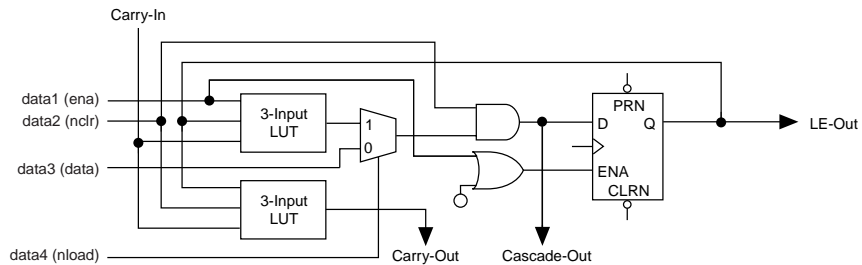 Carry-In
data1 (ena)
data2 (nclr)
3-Input
LUT
1
0
data3 (data)
3-Input
LUT
data4 (nload)
Carry-Out
Cascade-Out
PRN
D
Q
ENA
CLRN
LE-Out